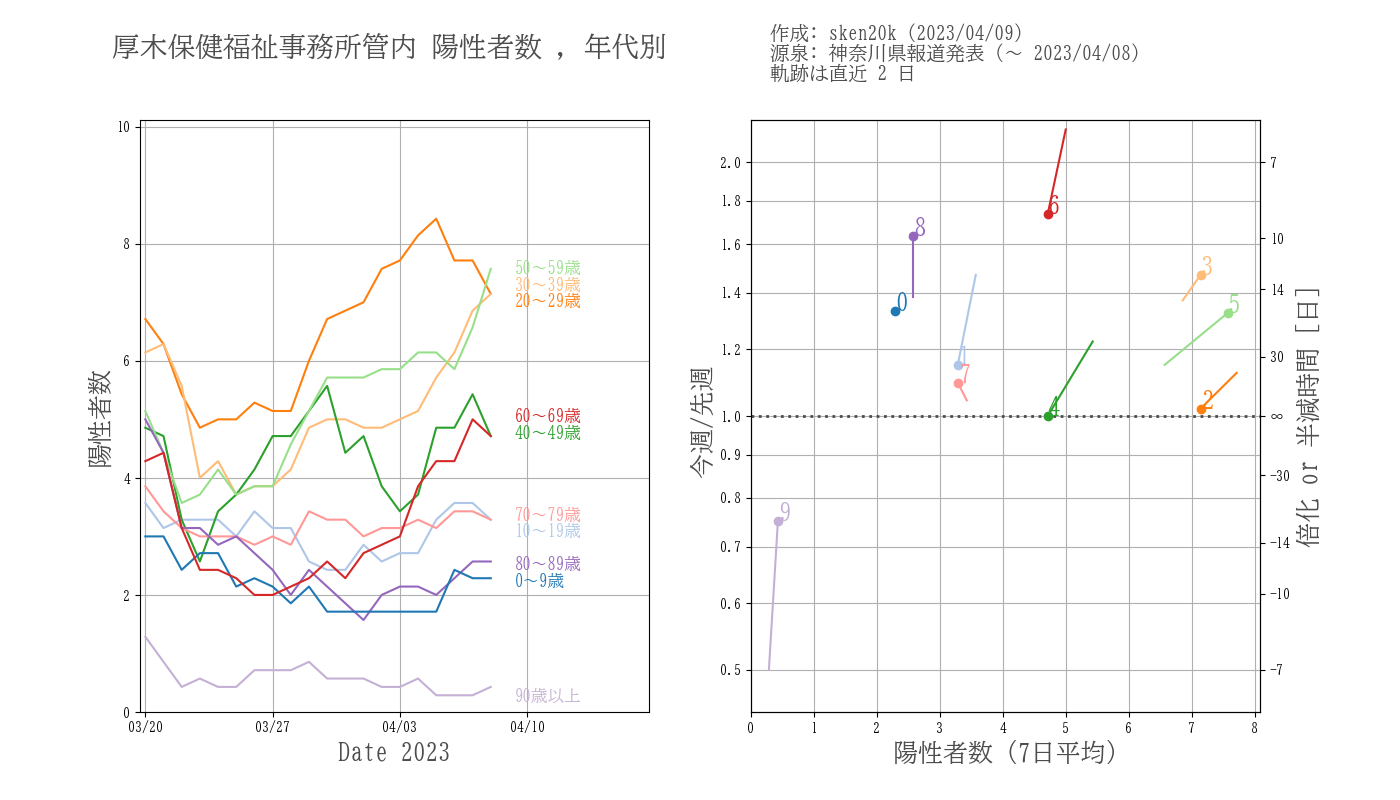 厚木保健福祉事務所管内 陽性者数 , 年代別
作成: sken20k (2023/04/09)
源泉: 神奈川県報道発表 (〜 2023/04/08)
軌跡は直近 2 日
陽性者数
10
8
6
4
2
0
03/20
03/27
04/03
04/10
Date 2023
50〜59歳
30〜39歳
20〜29歳
60〜69歳
40〜49歳
70〜79歳
10〜19歳
80〜89歳
0〜9歳
90歳以上
今週/先週
2.0
1.8
1.6
1.4
1.2
1.0
0.9
0.8
0.7
0.6
0.5
6
8
3
0
5
1
7
2
4
9
0
1
2
3
4
5
6
7
8
陽性者数 (7日平均)
7
10
14
30
∞
−30
−14
−10
−7
倍化 or 半減時間 [日]